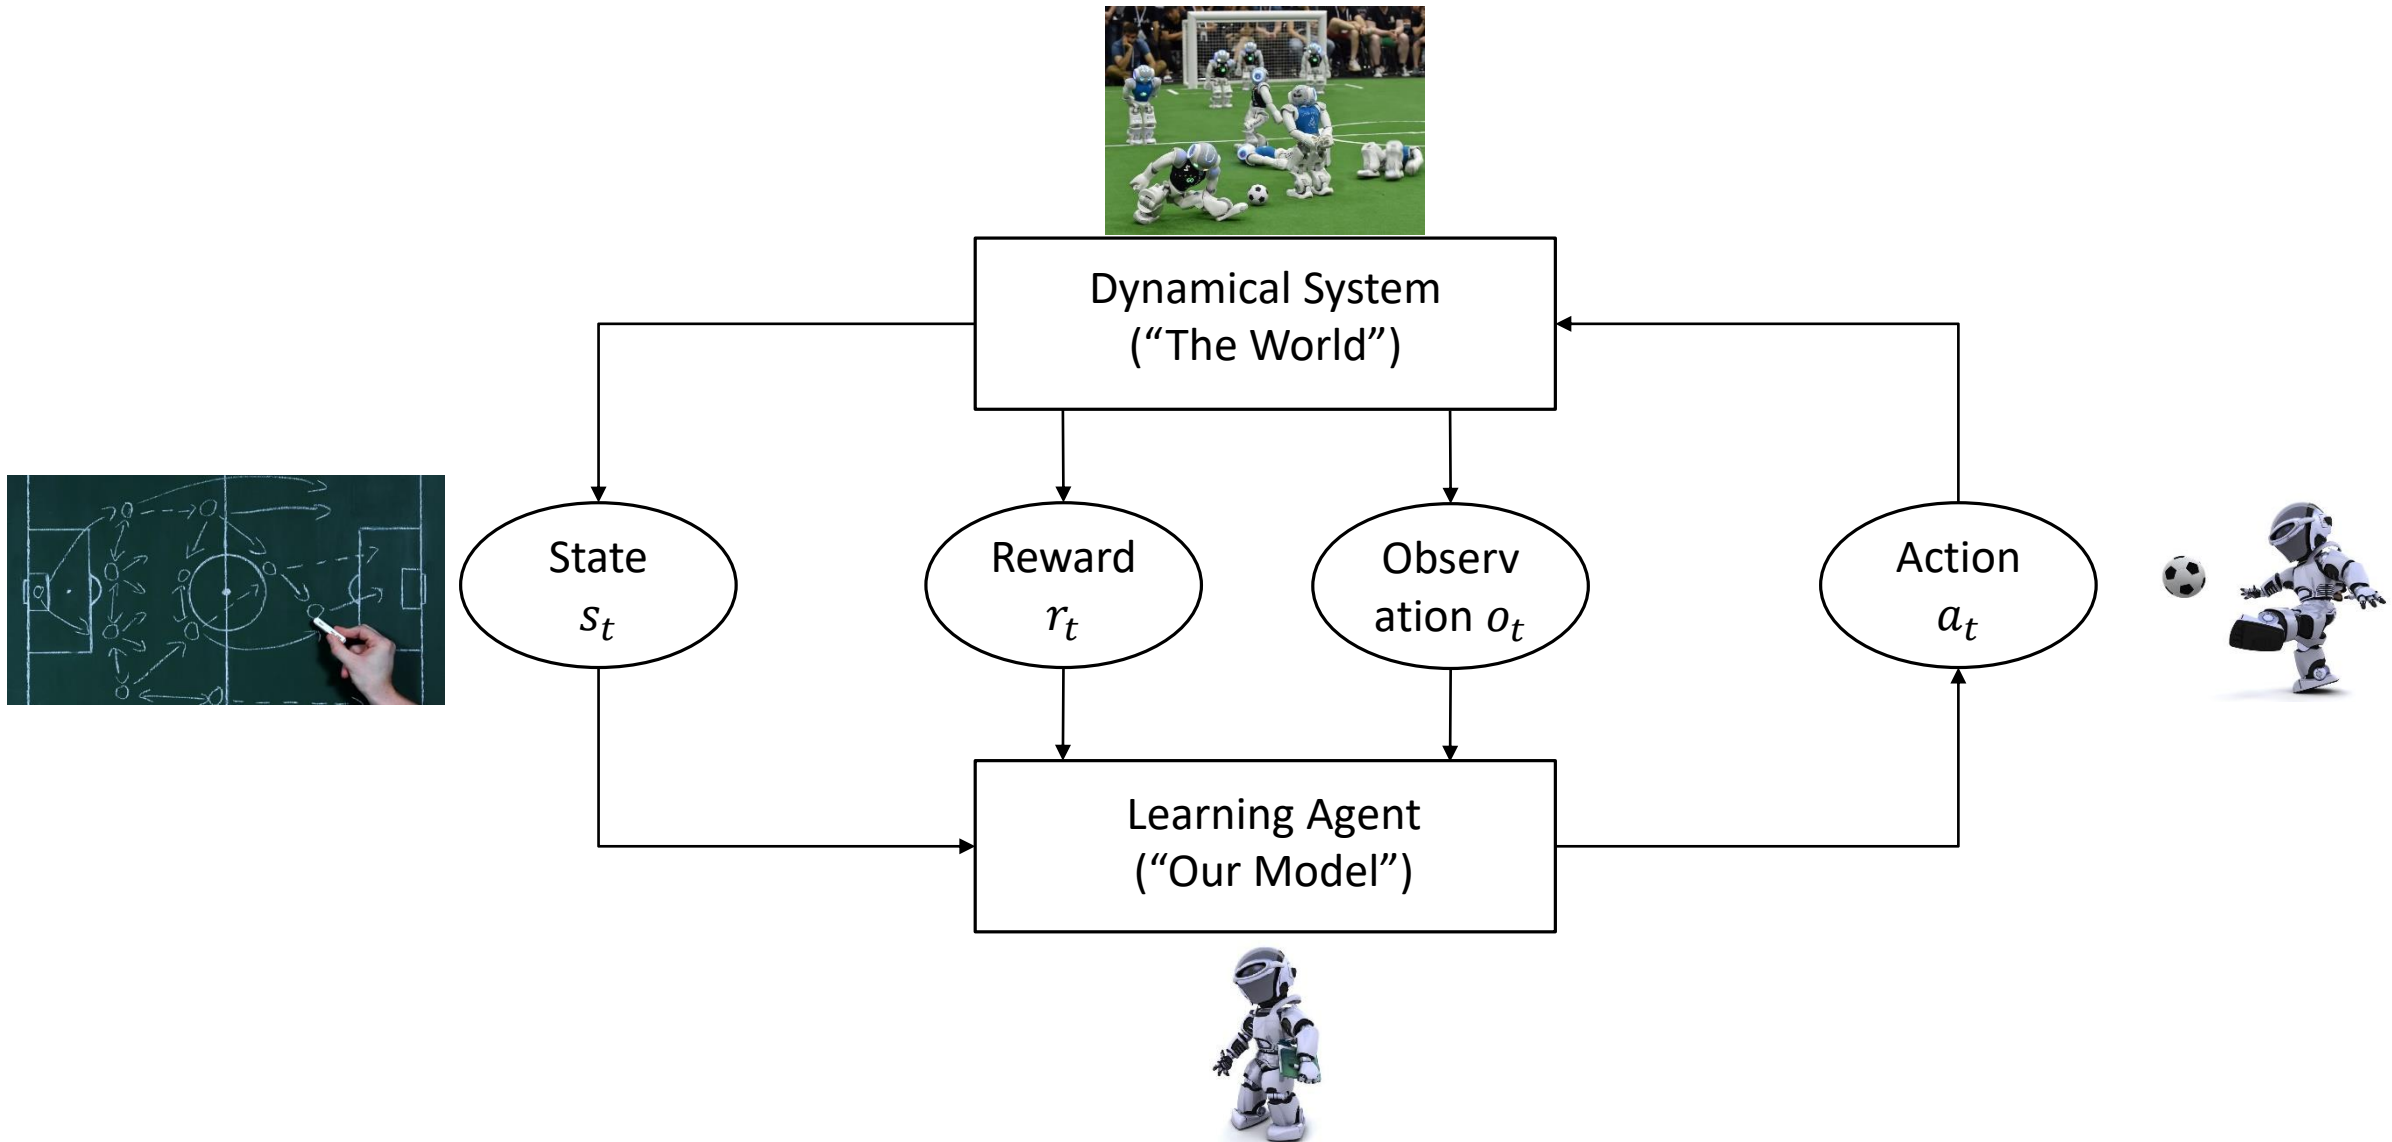 Dynamical System
(“The World”)
State
s_t
Reward
r_t
Observ
ation o_t
Action
a_t
Learning Agent
(“Our Model”)